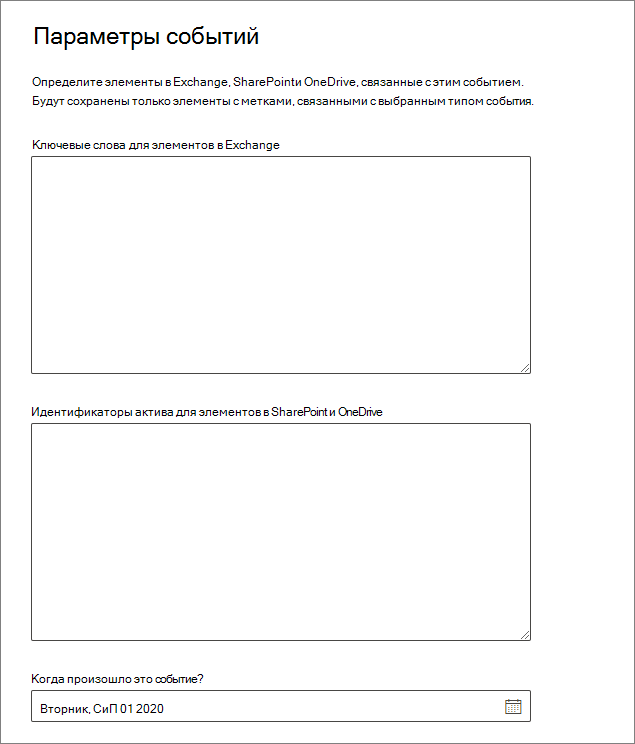 Параметры событий
Определите элементы в Exchange, SharePointи OneDrive, связанные с этим событием.
Будут сохранены только элементы с метками, связанными с выбранным типом события.
Ключевые слова для элементов в Exchange
Идентификаторы актива для элементов в SharePoint и OneDrive
Когда произошло это событие?
Вторник, СиП 01 2020